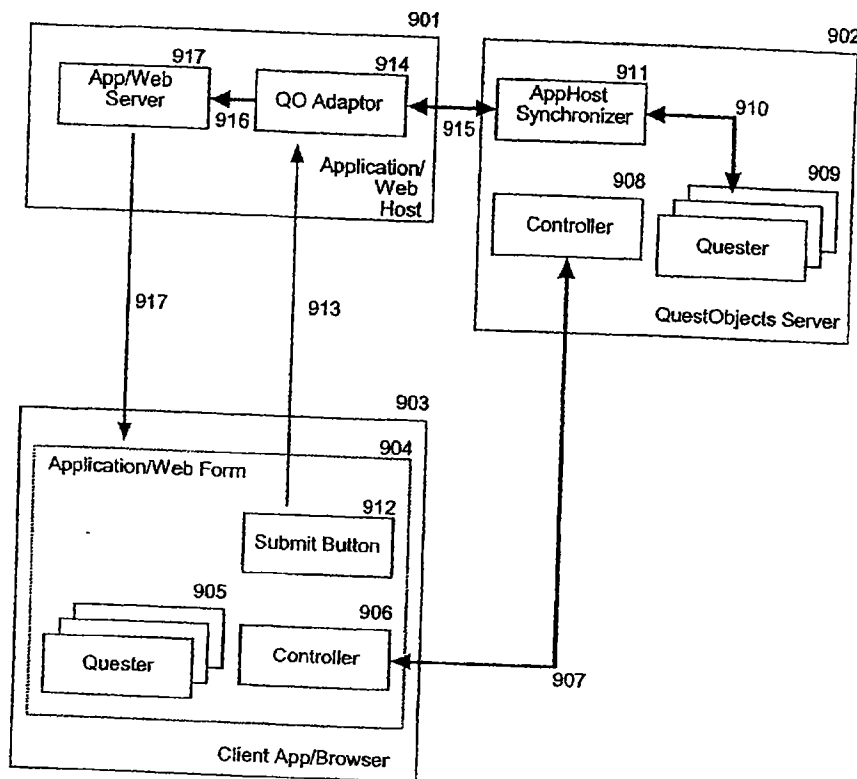 901
917
App/Web
Server
914
QO Adaptor
916
915
Application/
Web
Host
902
911
AppHost
Synchronizer
910
909
Quester
908
Controller
QuestObjects Server
917
913
903
904
Application/Web Form
912
Submit Button
905
Quester
906
Controller
907
Client App/Browser